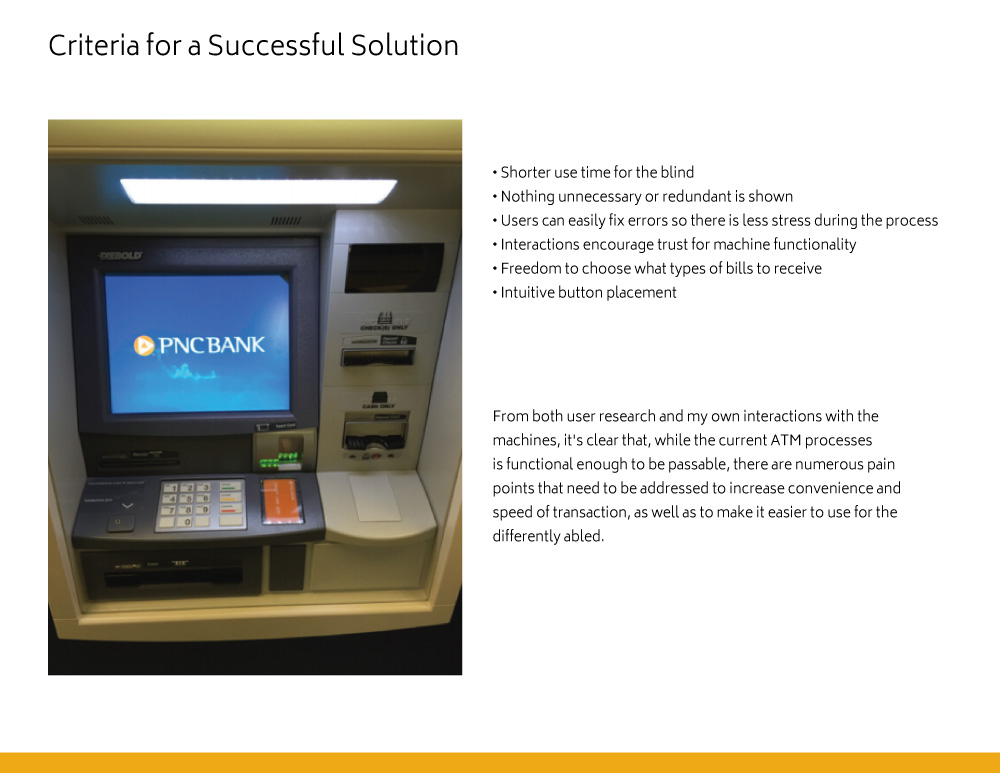 Criteria for a Successful Solution
• Shorter use time for the blind
• Nothing unnecessary or redundant is shown
• Users can easily fix errors so there is less stress during the process
• Interactions encourage trust for machine functionality
• Freedom to choose what types of bills to receive
• Intuitive button placement
DIEBOLD
PNC BANK
CHECK(S) ONLY
CASH ONLY
1 2 3
4 5 6
7 8 9
0
From both user research and my own interactions with the
machines, it's clear that, while the current ATM processes
is functional enough to be passable, there are numerous pain
points that need to be addressed to increase convenience and
speed of transaction, as well as to make it easier to use for the
differently abled.